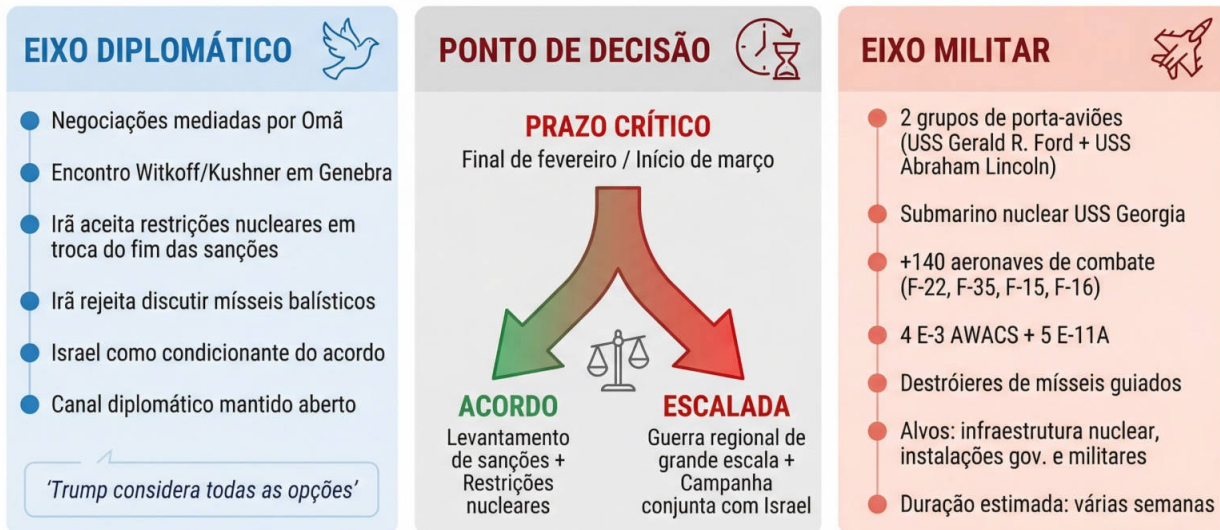 EIXO DIPLOMÁTICO
Negociações mediadas por Omã
Encontro Witkoff/Kushner em Genebra
Irã aceita restrições nucleares em
troca do fim das sanções
Irã rejeita discutir mísseis balísticos
Israel como condicionante do acordo
Canal diplomático mantido aberto
'Trump considera todas as opções'
PONTO DE DECISÃO
PRAZO CRÍTICO
Final de fevereiro / Início de março
ACORDO
Levantamento
de sanções +
Restrições
nucleares
ESCALADA
Guerra regional de
grande escala +
Campanha
conjunta com Israel
EIXO MILITAR
2 grupos de porta-aviões
(USS Gerald R. Ford + USS
Abraham Lincoln)
Submarino nuclear USS Georgia
+140 aeronaves de combate
(F-22, F-35, F-15, F-16)
4 E-3 AWACS + 5 E-11A
Destróieres de mísseis guiados
Alvos: infraestrutura nuclear,
instalações gov. e militares
Duração estimada: várias semanas